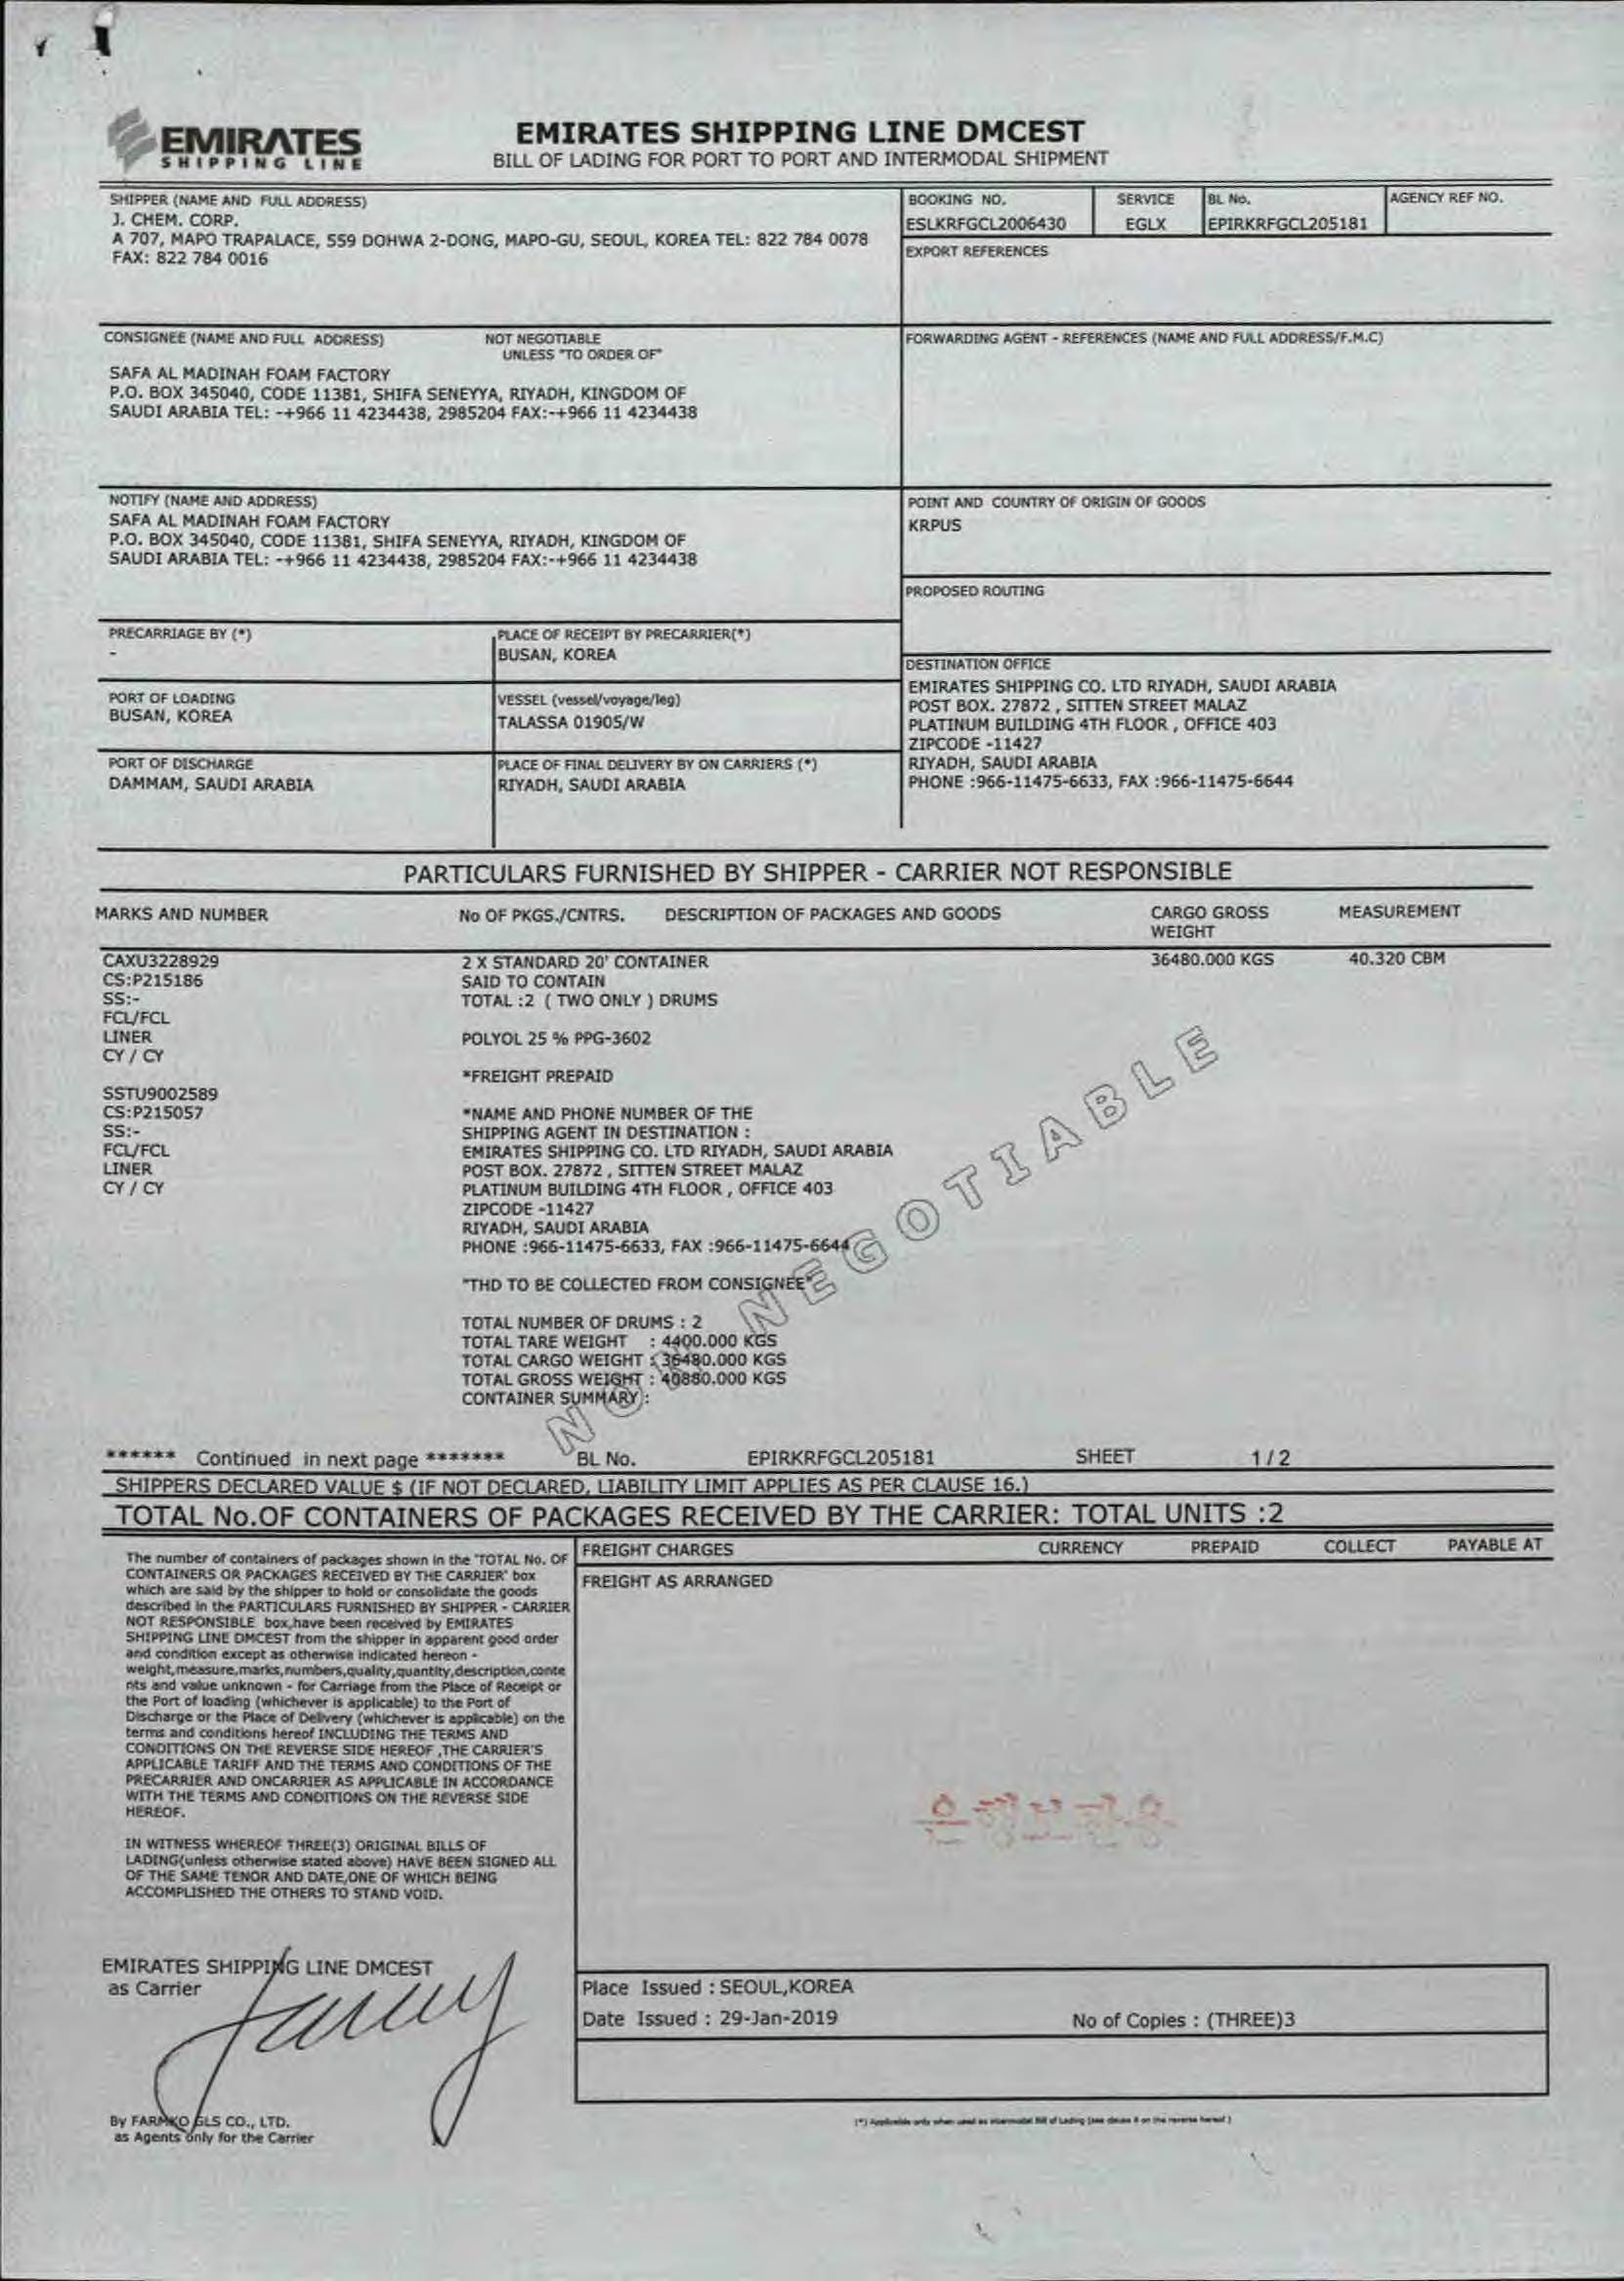 EMIRATES
SHIPPING LINE
EMIRATES SHIPPING LINE DMCEST
BILL OF LADING FOR PORT TO PORT AND INTERMODAL SHIPMENT
SHIPPER (NAME AND FULL ADDRESS)
J. CHEM. CORP.
A 707, MAPO TRAPALACE, 559 DOHWA 2-DONG, MAPO-GU, SEOUL, KOREA TEL: 822 784 0078
FAX: 822 784 0016
BOOKING NO.
ESLKRFGCL2006430
SERVICE
EGLX
BL No.
EPIRKRFGCL205181
AGENCY REF NO.
EXPORT REFERENCES
CONSIGNEE (NAME AND FULL ADDRESS)
NOT NEGOTIABLE
UNLESS "TO ORDER OF"
SAFA AL MADINAH FOAM FACTORY
P.O. BOX 345040, CODE 11381, SHIFA SENEYYA, RIYADH, KINGDOM OF
SAUDI ARABIA TEL: -+966 11 4234438, 2985204 FAX:-+966 11 4234438
FORWARDING AGENT - REFERENCES (NAME AND FULL ADDRESS/F.M.C)
NOTIFY (NAME AND ADDRESS)
SAFA AL MADINAH FOAM FACTORY
P.O. BOX 345040, CODE 11381, SHIFA SENEYYA, RIYADH, KINGDOM OF
SAUDI ARABIA TEL: -+966 11 4234438, 2985204 FAX:-+966 11 4234438
POINT AND COUNTRY OF ORIGIN OF GOODS
KRPUS
PROPOSED ROUTING
PRECARRIAGE BY (*)
-
PLACE OF RECEIPT BY PRECARRIER(*)
BUSAN, KOREA
PORT OF LOADING
BUSAN, KOREA
VESSEL (vessel/voyage/leg)
TALASSA 01905/W
PORT OF DISCHARGE
DAMMAM, SAUDI ARABIA
PLACE OF FINAL DELIVERY BY ON CARRIERS (*)
RIYADH, SAUDI ARABIA
DESTINATION OFFICE
EMIRATES SHIPPING CO. LTD RIYADH, SAUDI ARABIA
POST BOX. 27872 , SITTEN STREET MALAZ
PLATINUM BUILDING 4TH FLOOR , OFFICE 403
ZIPCODE -11427
RIYADH, SAUDI ARABIA
PHONE :966-11475-6633, FAX :966-11475-6644
PARTICULARS FURNISHED BY SHIPPER - CARRIER NOT RESPONSIBLE
MARKS AND NUMBER
No OF PKGS./CNTRS.
DESCRIPTION OF PACKAGES AND GOODS
CARGO GROSS
WEIGHT
MEASUREMENT
CAXU3228929
CS:P215186
SS:-
FCL/FCL
LINER
CY / CY
SSTU9002589
CS:P215057
SS:-
FCL/FCL
LINER
CY / CY
2 X STANDARD 20' CONTAINER
SAID TO CONTAIN
TOTAL :2 ( TWO ONLY ) DRUMS
POLYOL 25 % PPG-3602
*FREIGHT PREPAID
*NAME AND PHONE NUMBER OF THE
SHIPPING AGENT IN DESTINATION :
EMIRATES SHIPPING CO. LTD RIYADH, SAUDI ARABIA
POST BOX. 27872 , SITTEN STREET MALAZ
PLATINUM BUILDING 4TH FLOOR , OFFICE 403
ZIPCODE -11427
RIYADH, SAUDI ARABIA
PHONE :966-11475-6633, FAX :966-11475-6644
"THD TO BE COLLECTED FROM CONSIGNEE"
TOTAL NUMBER OF DRUMS : 2
TOTAL TARE WEIGHT : 4400.000 KGS
TOTAL CARGO WEIGHT : 36480.000 KGS
TOTAL GROSS WEIGHT : 40880.000 KGS
CONTAINER SUMMARY :
36480.000 KGS
40.320 CBM
NON NEGOTIABLE
****** Continued in next page *******
BL No.
EPIRKRFGCL205181
SHEET
1 / 2
SHIPPERS DECLARED VALUE $ (IF NOT DECLARED, LIABILITY LIMIT APPLIES AS PER CLAUSE 16.)
TOTAL No.OF CONTAINERS OF PACKAGES RECEIVED BY THE CARRIER: TOTAL UNITS :2
The number of containers of packages shown in the 'TOTAL No. OF
CONTAINERS OR PACKAGES RECEIVED BY THE CARRIER' box
which are said by the shipper to hold or consolidate the goods
described in the PARTICULARS FURNISHED BY SHIPPER - CARRIER
NOT RESPONSIBLE box,have been received by EMIRATES
SHIPPING LINE DMCEST from the shipper in apparent good order
and condition except as otherwise indicated hereon -
weight,measure,marks,numbers,quality,quantity,description,conte
nts and value unknown - for Carriage from the Place of Receipt or
the Port of loading (whichever is applicable) to the Port of
Discharge or the Place of Delivery (whichever is applicable) on the
terms and conditions hereof INCLUDING THE TERMS AND
CONDITIONS ON THE REVERSE SIDE HEREOF ,THE CARRIER'S
APPLICABLE TARIFF AND THE TERMS AND CONDITIONS OF THE
PRECARRIER AND ONCARRIER AS APPLICABLE IN ACCORDANCE
WITH THE TERMS AND CONDITIONS ON THE REVERSE SIDE
HEREOF.
IN WITNESS WHEREOF THREE(3) ORIGINAL BILLS OF
LADING(unless otherwise stated above) HAVE BEEN SIGNED ALL
OF THE SAME TENOR AND DATE,ONE OF WHICH BEING
ACCOMPLISHED THE OTHERS TO STAND VOID.
FREIGHT CHARGES
CURRENCY
PREPAID
COLLECT
PAYABLE AT
FREIGHT AS ARRANGED
EMIRATES SHIPPING LINE DMCEST
as Carrier
Place Issued : SEOUL,KOREA
Date Issued : 29-Jan-2019
No of Copies : (THREE)3
By FARMKO GLS CO., LTD.
as Agents only for the Carrier
(*) Applicable only when used as intermodal Bill of Lading (see clause 8 on the reverse hereof )